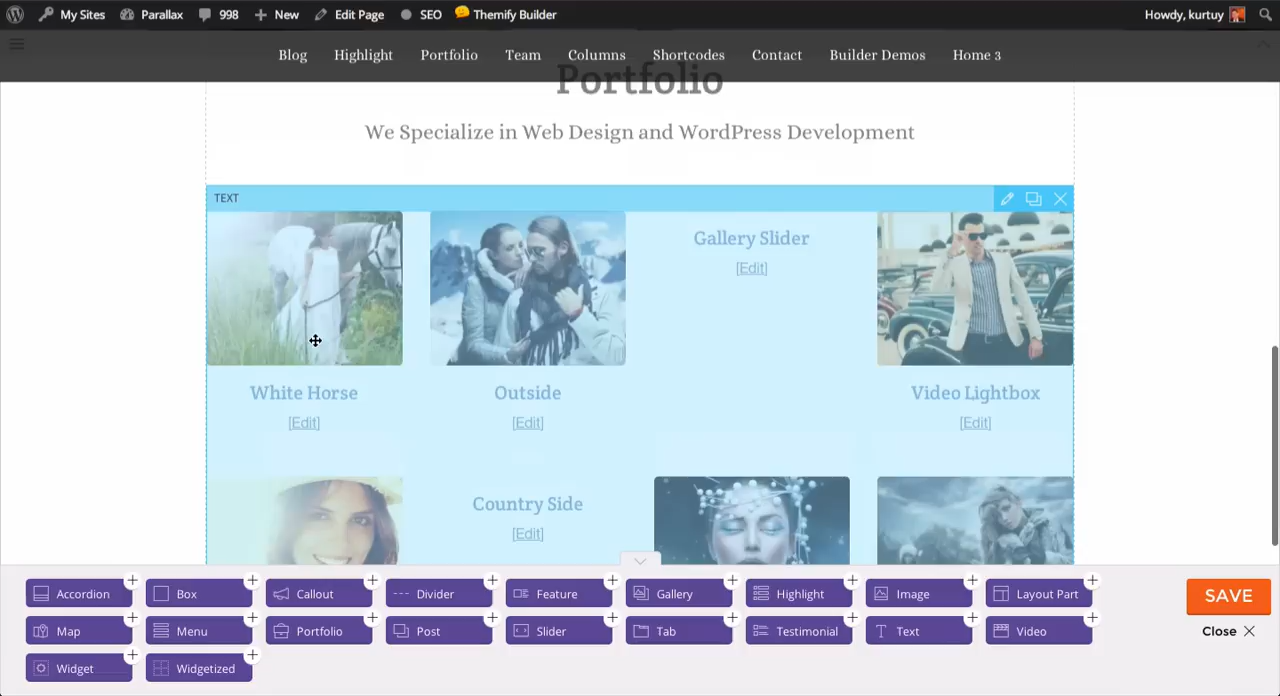 My Sites Parallax 998 New Edit Page SEO Themify Builder Howdy, kurtuy
Blog Highlight Portfolio Team Columns Shortcodes Contact Builder Demos Home 3
Portfolio
We Specialize in Web Design and WordPress Development
TEXT
Gallery Slider
[Edit]
White Horse Outside Video Lightbox
[Edit] [Edit] [Edit]
Country Side
[Edit]
Accordion Box Callout Divider Feature Gallery Highlight Image Layout Part SAVE
Map Menu Portfolio Post Slider Tab Testimonial Text Video Close
Widget Widgetized